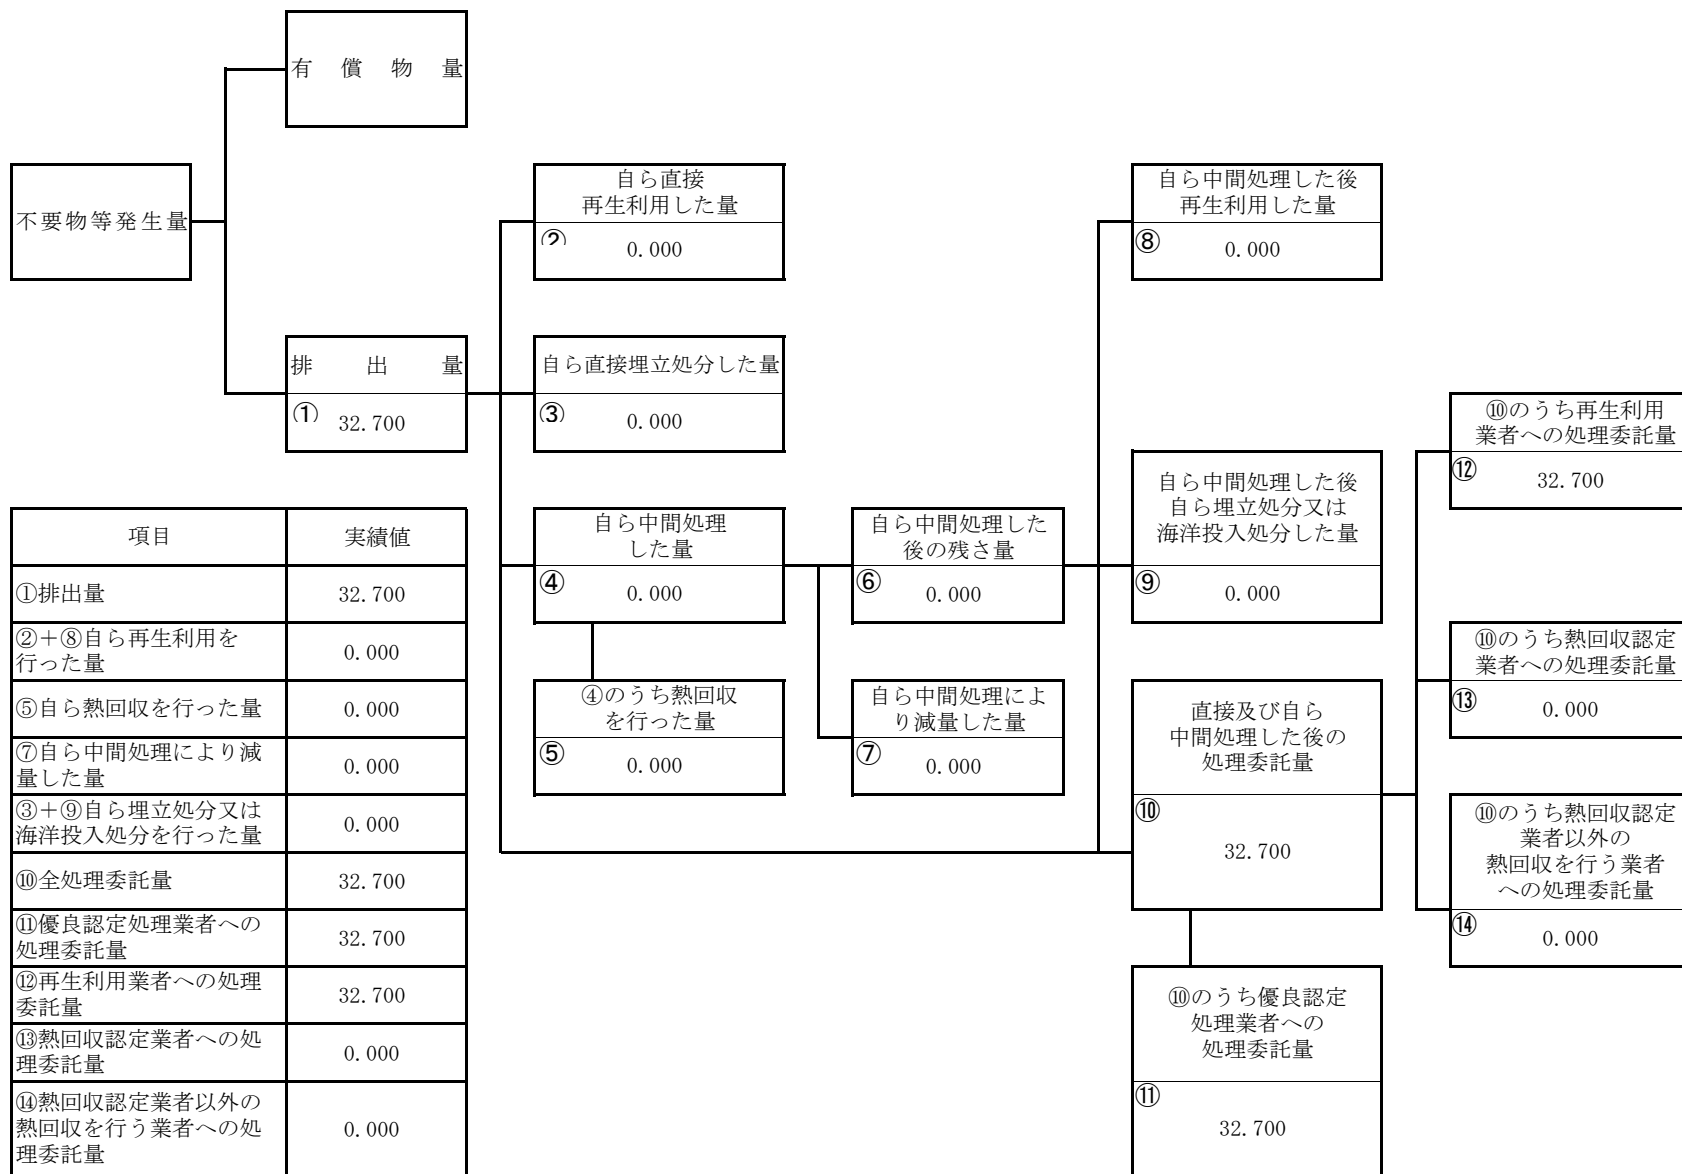 有償物量
不要物等発生量
排出量
① 32.700
自ら直接
再生利用した量
② 0.000
自ら直接埋立処分した量
③ 0.000
自ら中間処理
した量
④ 0.000
④のうち熱回収
を行った量
⑤ 0.000
自ら中間処理した
後の残さ量
⑥ 0.000
自ら中間処理によ
り減量した量
⑦ 0.000
自ら中間処理した後
再生利用した量
⑧ 0.000
自ら中間処理した後
自ら埋立処分又は
海洋投入処分した量
⑨ 0.000
直接及び自ら
中間処理した後の
処理委託量
⑩
32.700
⑩のうち優良認定
処理業者への
処理委託量
⑪
32.700
⑩のうち再生利用
業者への処理委託量
⑫ 32.700
⑩のうち熱回収認定
業者への処理委託量
⑬ 0.000
⑩のうち熱回収認定
業者以外の
熱回収を行う業者
への処理委託量
⑭ 0.000
項目 実績値
①排出量 32.700
②+⑧自ら再生利用を
行った量 0.000
⑤自ら熱回収を行った量 0.000
⑦自ら中間処理により減
量した量 0.000
③+⑨自ら埋立処分又は
海洋投入処分を行った量 0.000
⑩全処理委託量 32.700
⑪優良認定処理業者への
処理委託量 32.700
⑫再生利用業者への処理
委託量 32.700
⑬熱回収認定業者への処
理委託量 0.000
⑭熱回収認定業者以外の
熱回収を行う業者への処
理委託量 0.000